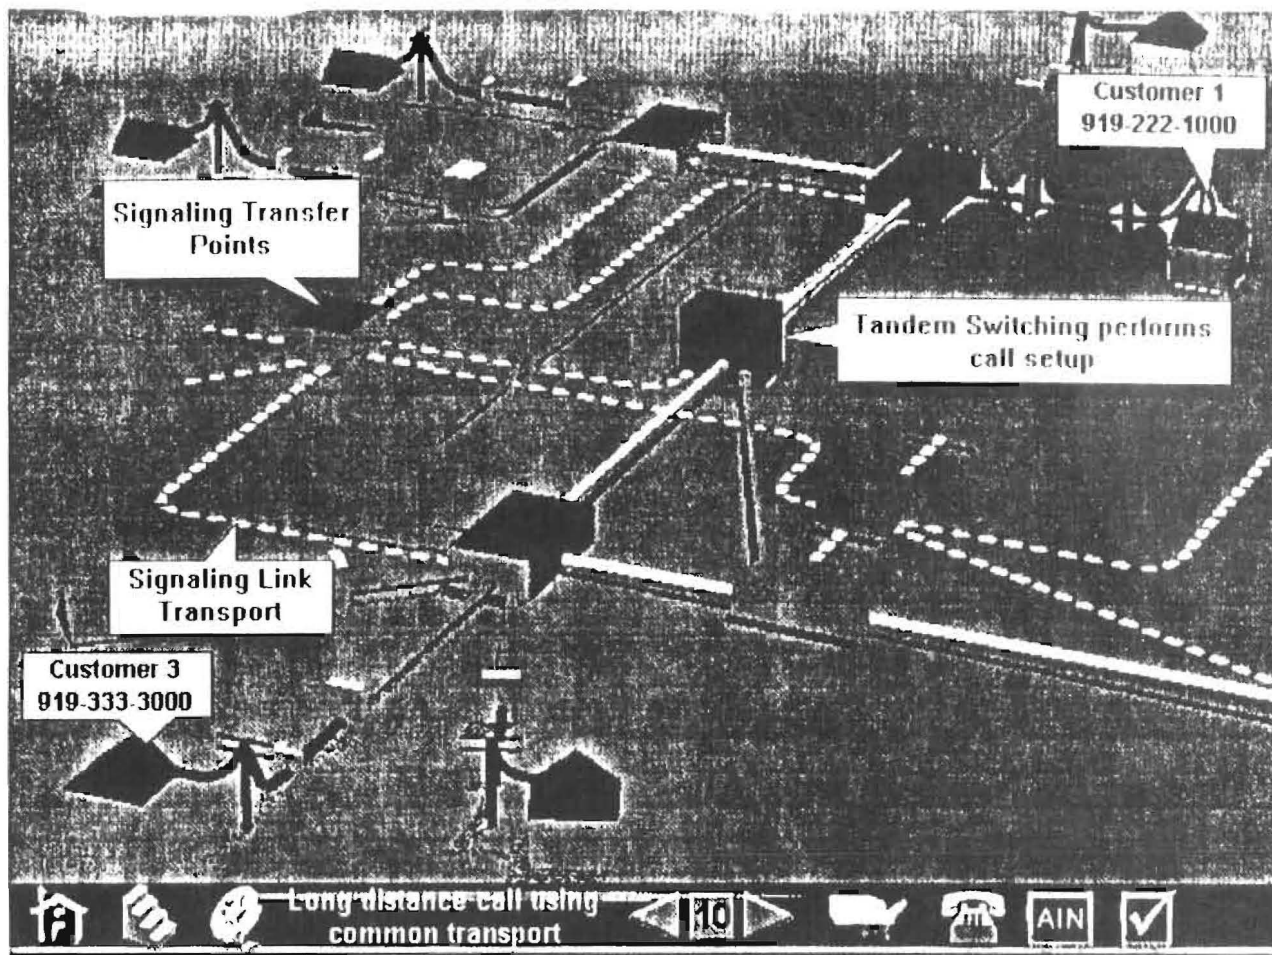 Customer 1
919-222-1000
Signaling Transfer
Points
Tandem Switching performs
call setup
Signaling Link
Transport
Customer 3
919-333-3000
Long distance call using
common transport
10
AIN